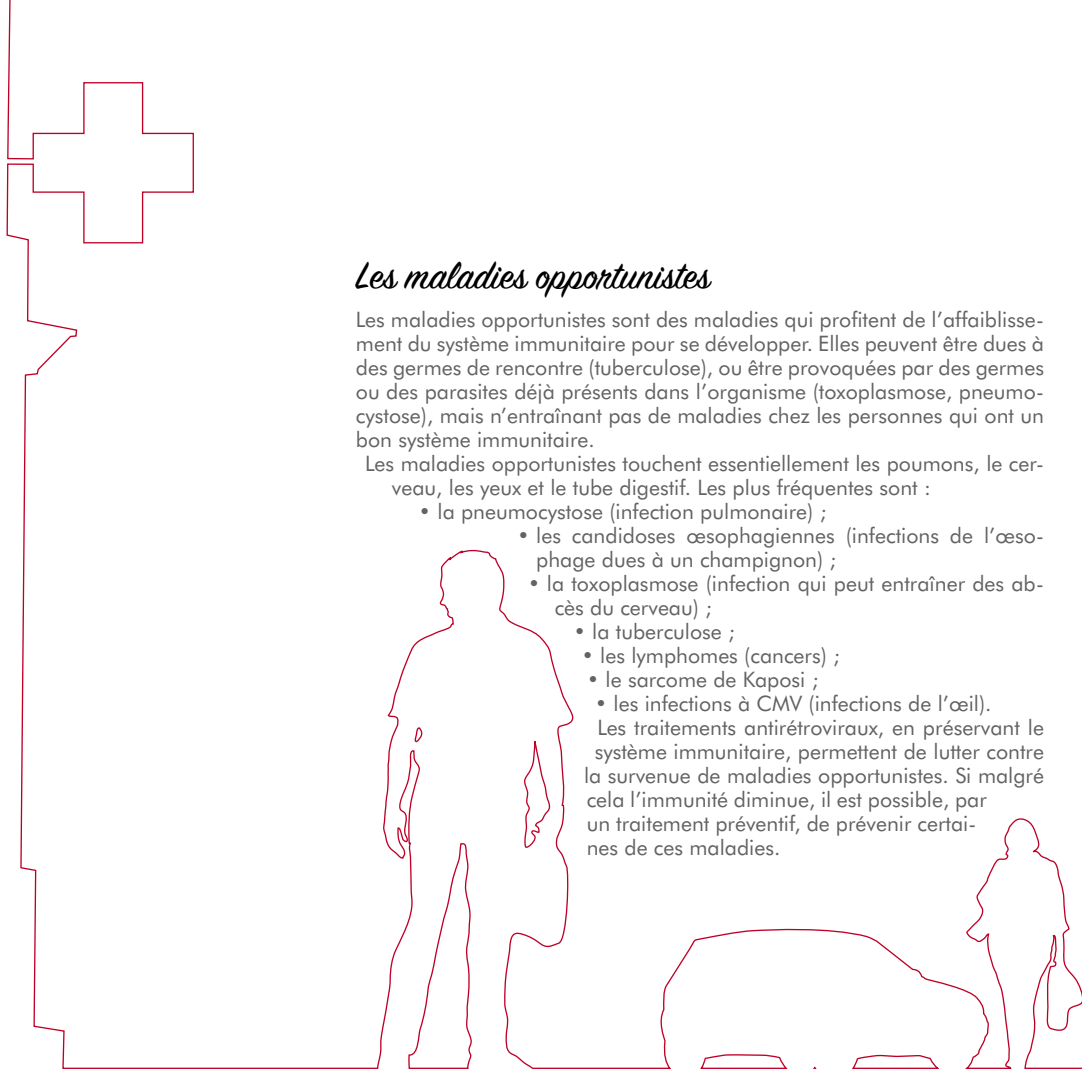 Les maladies opportunistes
Les maladies opportunistes sont des maladies qui profitent de l'affaiblisse-
ment du système immunitaire pour se développer. Elles peuvent être dues à
des germes de rencontre (tuberculose), ou être provoquées par des germes
ou des parasites déjà présents dans l'organisme (toxoplasmose, pneumo-
cystose), mais n'entraînant pas de maladies chez les personnes qui ont un
bon système immunitaire.
Les maladies opportunistes touchent essentiellement les poumons, le cer-
veau, les yeux et le tube digestif. Les plus fréquentes sont :
• la pneumocystose (infection pulmonaire) ;
• les candidoses œsophagiennes (infections de l'œso-
phage dues à un champignon) ;
• la toxoplasmose (infection qui peut entraîner des ab-
cès du cerveau) ;
• la tuberculose ;
• les lymphomes (cancers) ;
• le sarcome de Kaposi ;
• les infections à CMV (infections de l'œil).
Les traitements antirétroviraux, en préservant le
système immunitaire, permettent de lutter contre
la survenue de maladies opportunistes. Si malgré
cela l'immunité diminue, il est possible, par
un traitement préventif, de prévenir certai-
nes de ces maladies.